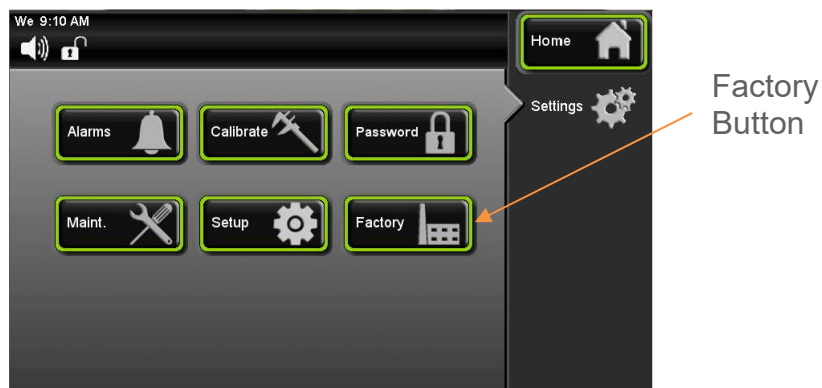 We 9:10 AM
Home
Settings
Factory
Button
Alarms
Calibrate
Password
Maint.
Setup
Factory